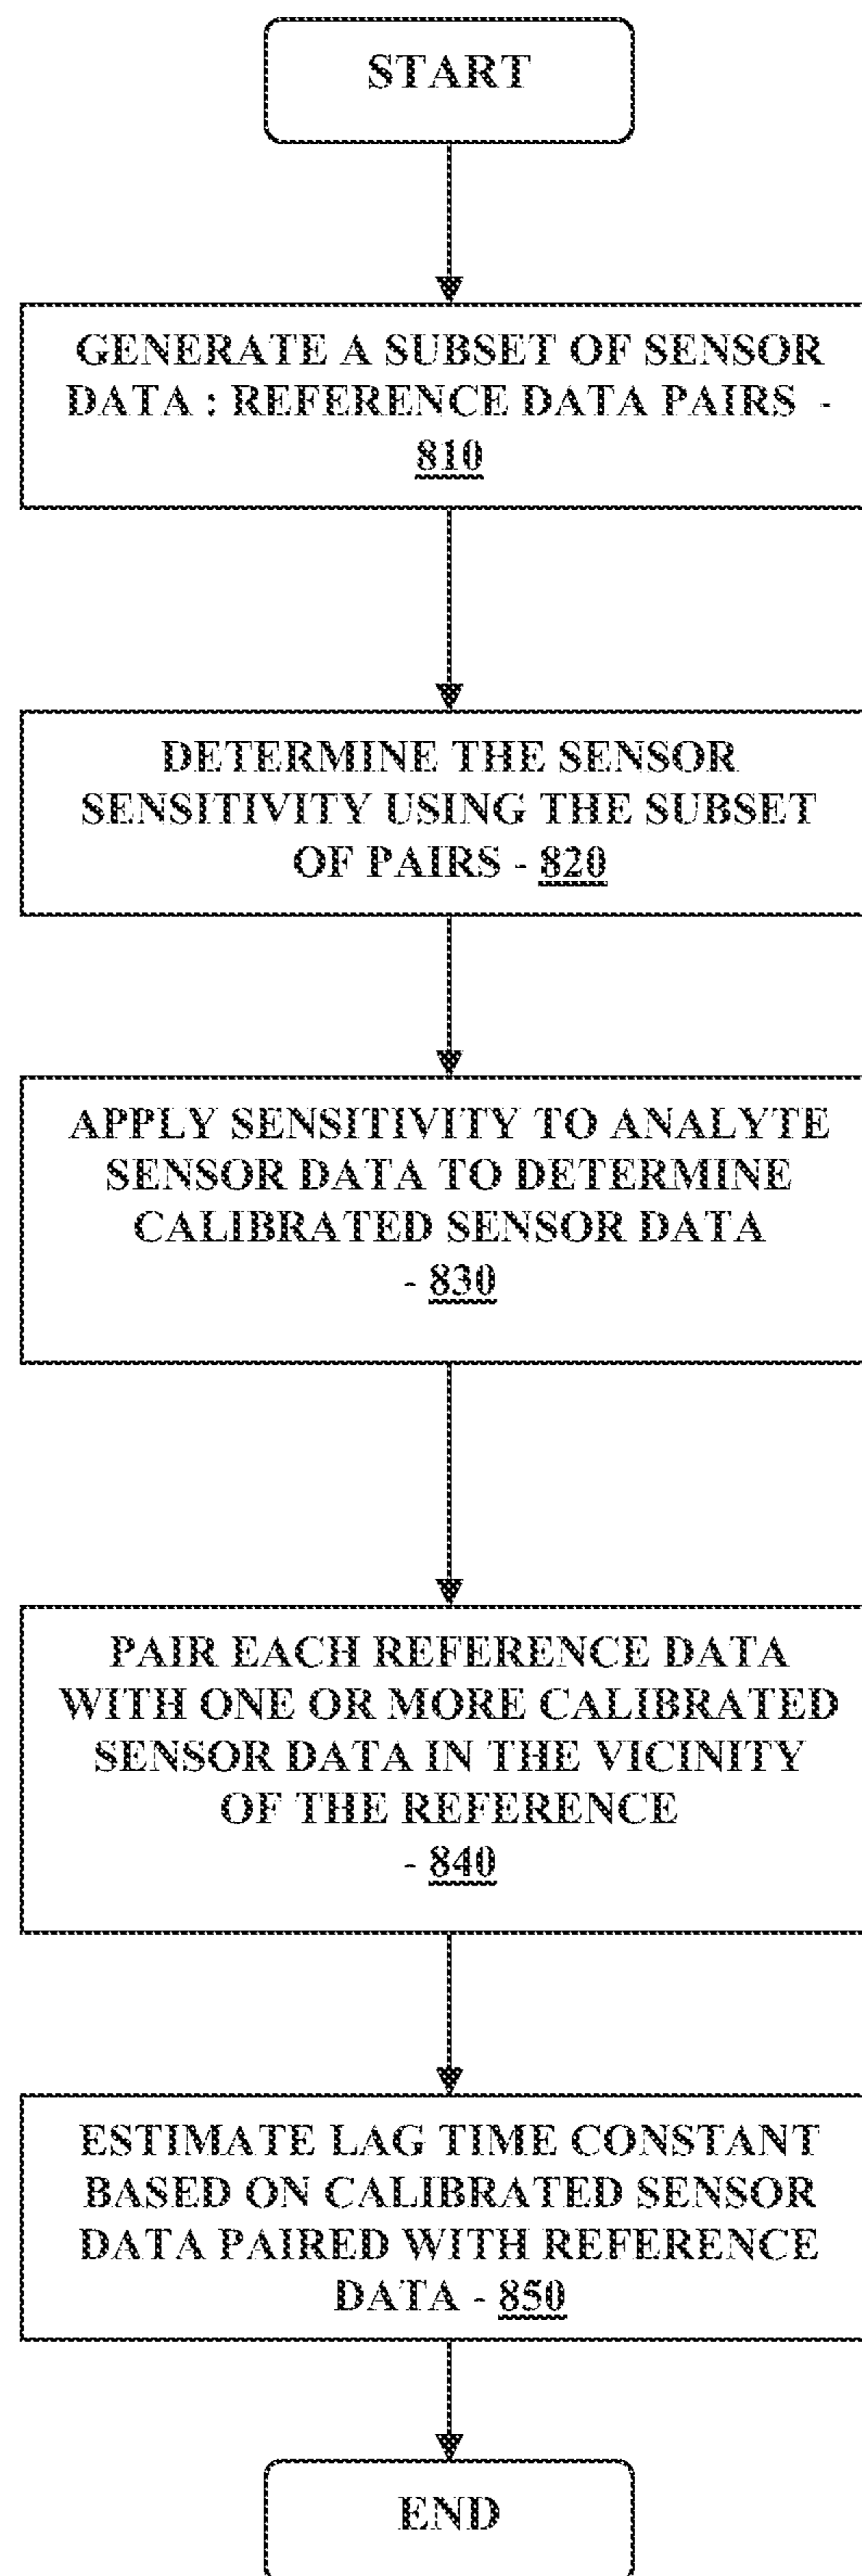 START
GENERATE A SUBSET OF SENSOR
DATA : REFERENCE DATA PAIRS -
810
DETERMINE THE SENSOR
SENSITIVITY USING THE SUBSET
OF PAIRS - 820
APPLY SENSITIVITY TO ANALYTE
SENSOR DATA TO DETERMINE
CALIBRATED SENSOR DATA
- 830
PAIR EACH REFERENCE DATA
WITH ONE OR MORE CALIBRATED
SENSOR DATA IN THE VICINITY
OF THE REFERENCE
- 840
ESTIMATE LAG TIME CONSTANT
BASED ON CALIBRATED SENSOR
DATA PAIRED WITH REFERENCE
DATA - 850
END